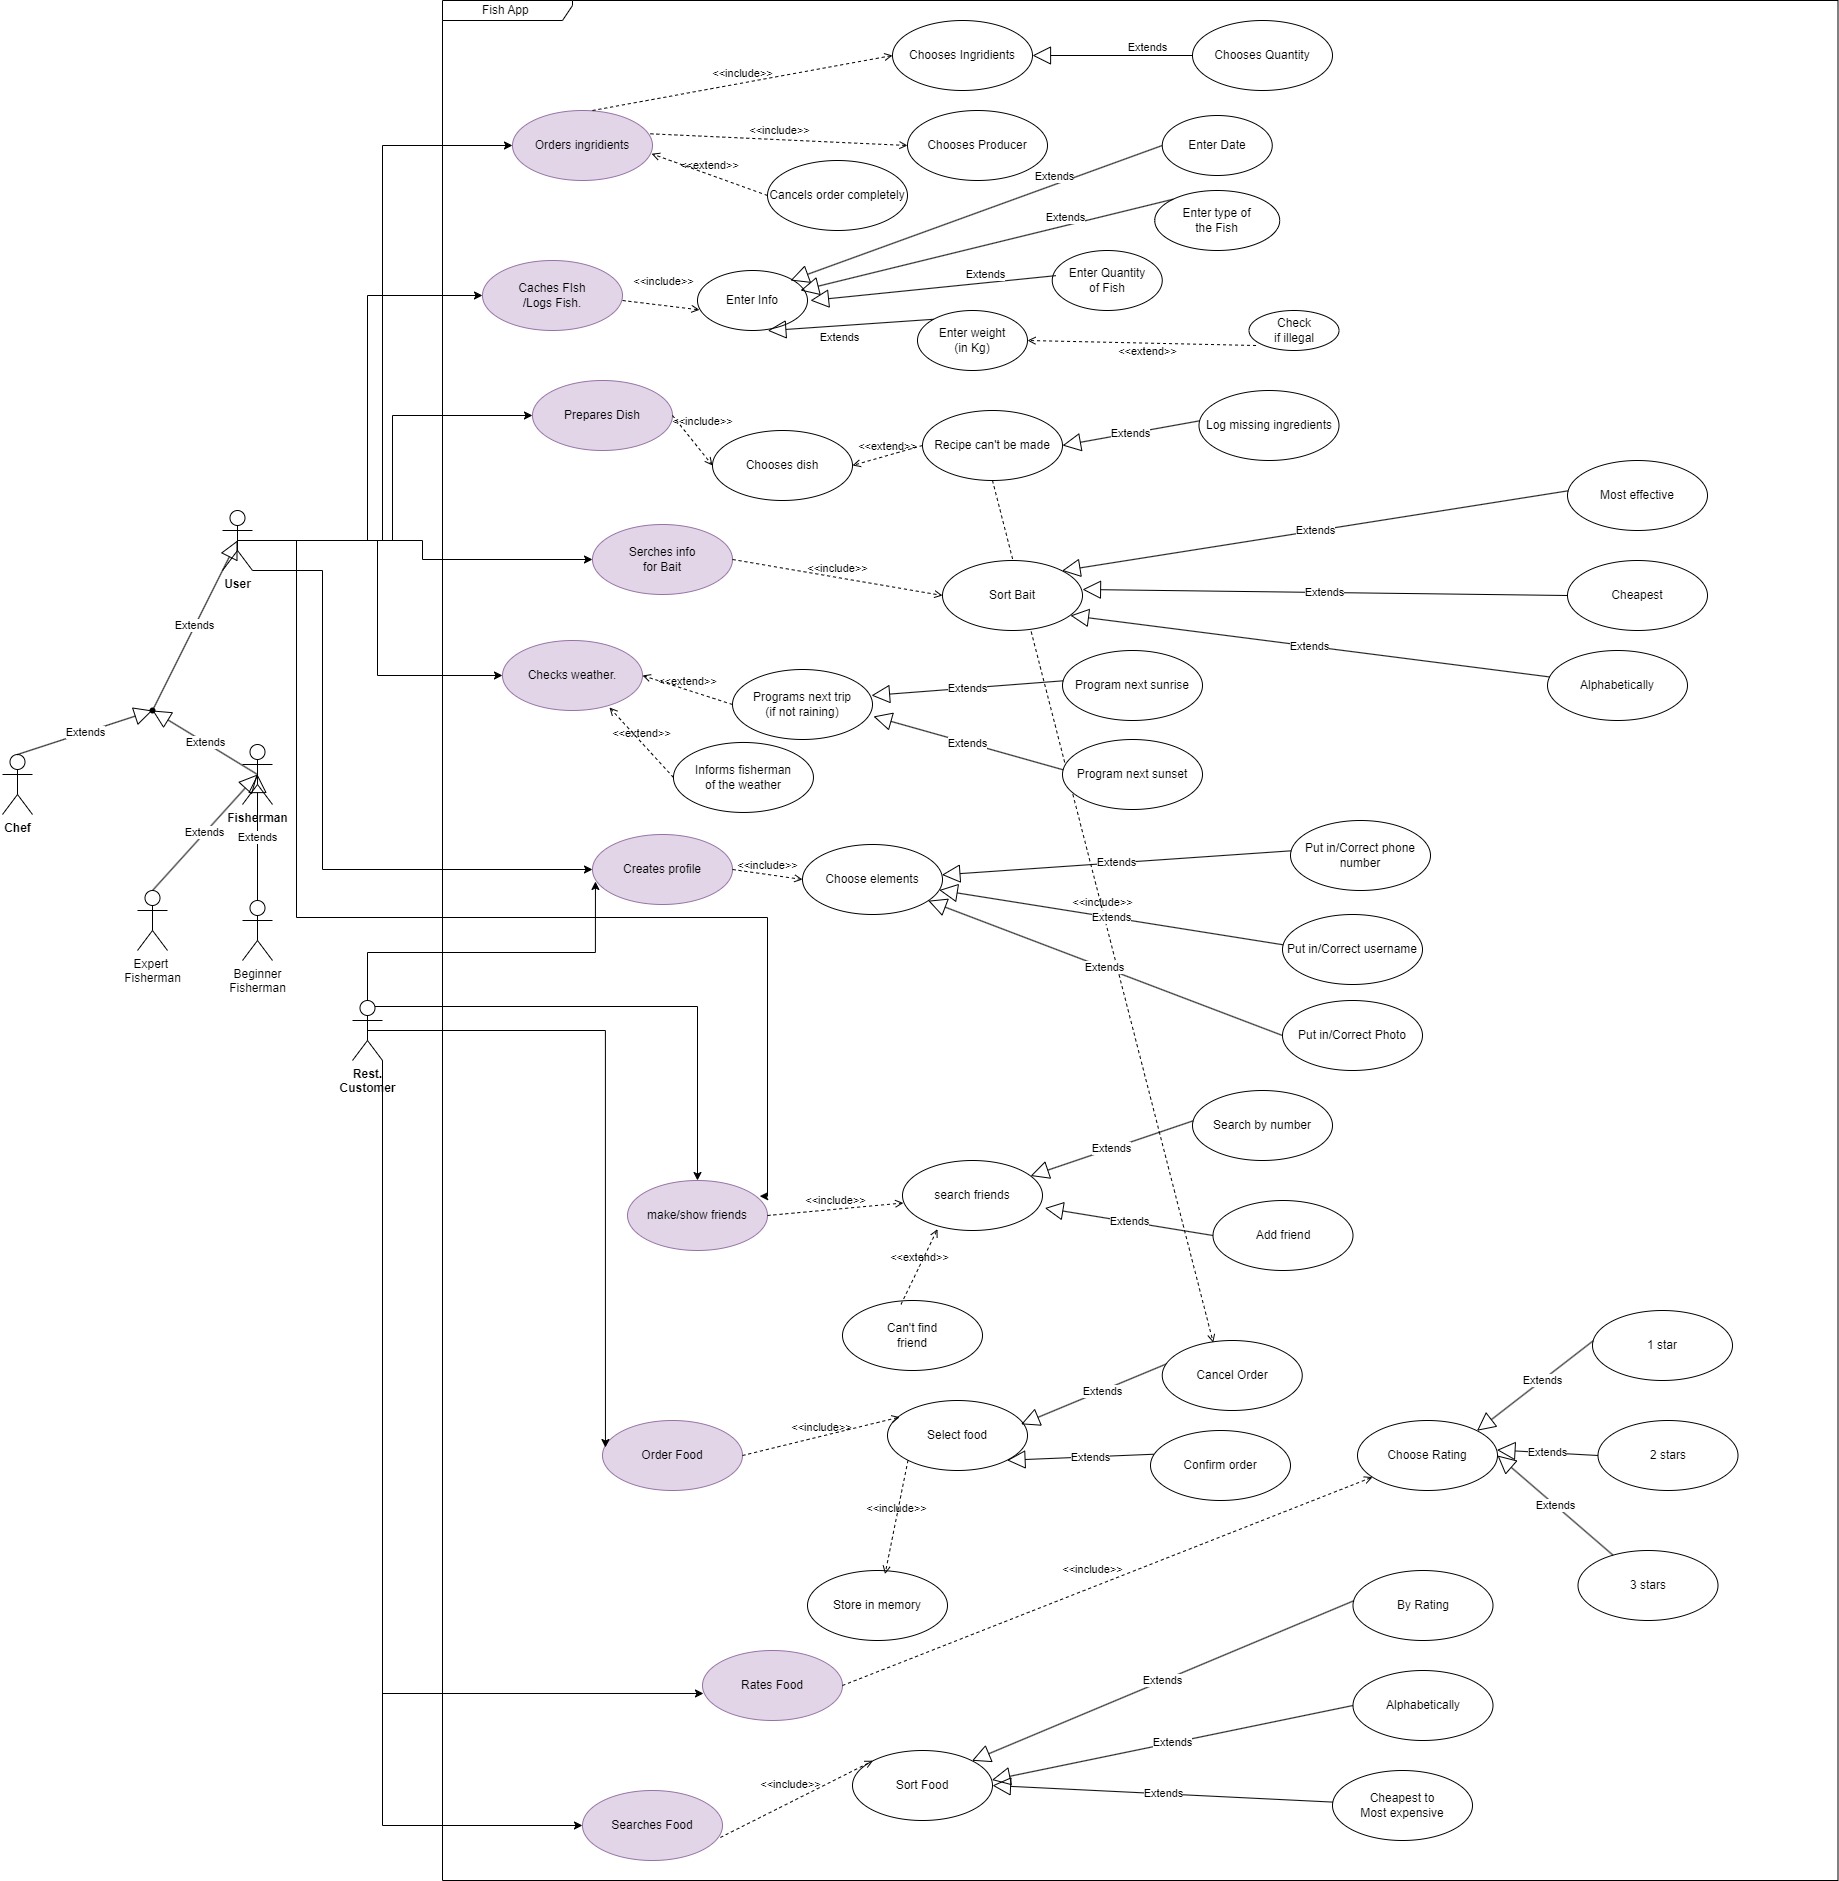 Fish App
Chooses Ingridients
Extends
Chooses Quantity
<<include>>
Orders ingridients
<<include>>
Chooses Producer
<<extend>>
Cancels order completely
Enter Date
Extends
Enter type of
the Fish
Extends
Caches FIsh
/Logs Fish.
<<include>>
Enter Info
Extends
Enter Quantity
of Fish
Extends
Enter weight
(in Kg)
<<extend>>
Check
if illegal
Prepares Dish
<<include>>
Chooses dish
<<extend>>
Recipe can't be made
Extends
Log missing ingredients
Most effective
Extends
User
Serches info
for Bait
<<include>>
Sort Bait
Extends
Cheapest
Extends
Alphabetically
Extends
Checks weather.
<<extend>>
Programs next trip
(if not raining)
Extends
Program next sunrise
Extends
Program next sunset
<<extend>>
Informs fisherman
of the weather
Extends
Extends
Chef
Fisherman
Extends
Extends
Expert
Fisherman
Beginner
Fisherman
Creates profile
<<include>>
Choose elements
Extends
Put in/Correct phone
number
<<include>>
Extends
Put in/Correct username
Extends
Put in/Correct Photo
Rest.
Customer
make/show friends
<<include>>
search friends
Extends
Search by number
Extends
Add friend
<<extend>>
Can't find
friend
Cancel Order
Extends
Order Food
<<include>>
Select food
Extends
Confirm order
<<include>>
Store in memory
1 star
Extends
Choose Rating
Extends
2 stars
Extends
3 stars
<<include>>
Rates Food
By Rating
Extends
Alphabetically
Extends
Searches Food
<<include>>
Sort Food
Extends
Cheapest to
Most expensive